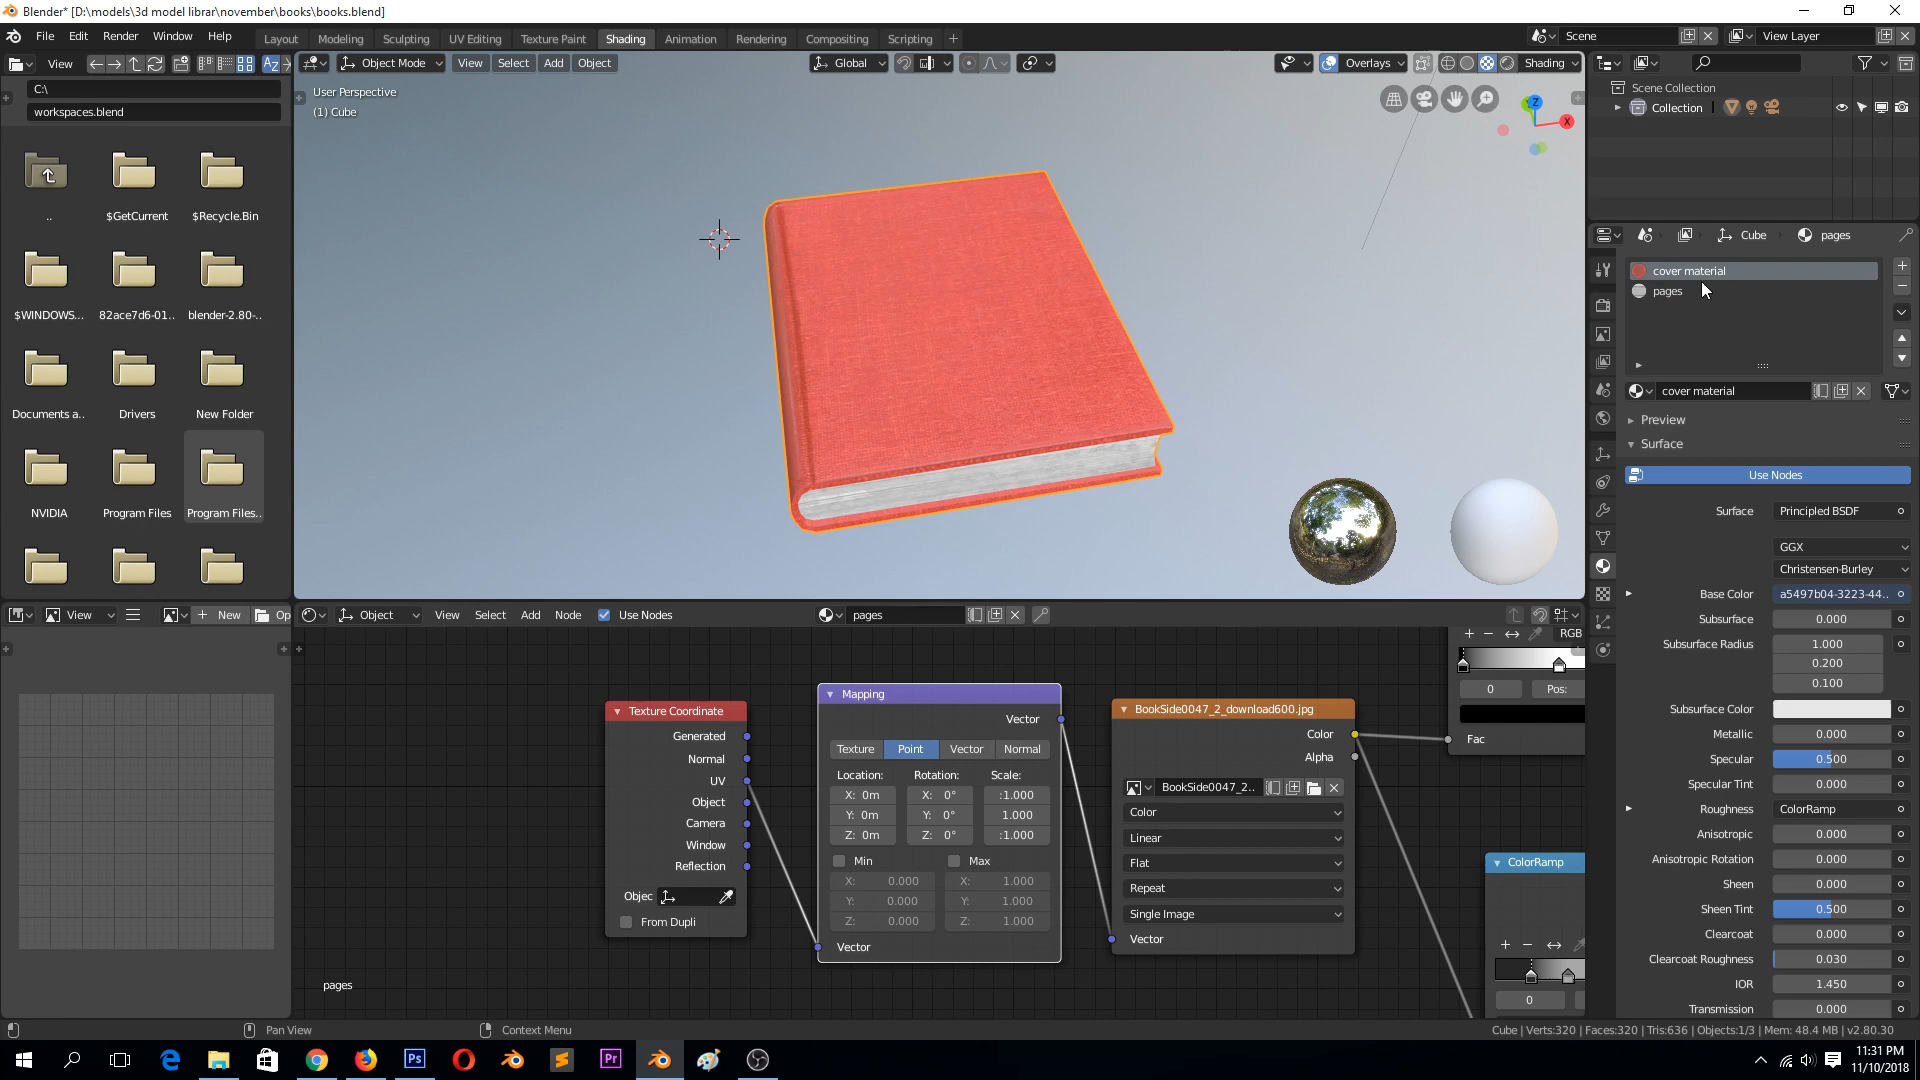 Blender* [D:\models\3d model librar\november\books\books.blend]
File Edit Render Window Help
Layout Modeling Sculpting UV Editing Texture Paint Shading Animation Rendering Compositing Scripting
Scene
View Layer
View
Object Mode View Select Add Object
Global
Overlays
Shading
C:\
workspaces.blend
User Perspective
(1) Cube
Z
X
Scene Collection
Collection
..
$GetCurrent
$Recycle.Bin
$WINDOWS...
82ace7d6-01..
blender-2.80-..
Documents a..
Drivers
New Folder
NVIDIA
Program Files
Program Files..
Cube
pages
cover material
pages
cover material
Preview
Surface
Use Nodes
Surface Principled BSDF
GGX
Christensen-Burley
Base Color a5497b04-3223-44..
Subsurface 0.000
Subsurface Radius 1.000
0.200
0.100
Subsurface Color
Metallic 0.000
Specular 0.500
Specular Tint 0.000
Roughness ColorRamp
Anisotropic 0.000
Anisotropic Rotation 0.000
Sheen 0.000
Sheen Tint 0.500
Clearcoat 0.000
Clearcoat Roughness 0.030
IOR 1.450
Transmission 0.000
View
New
Op
Object View Select Add Node Use Nodes
pages
Texture Coordinate
Generated
Normal
UV
Object
Camera
Window
Reflection
Objec
From Dupli
Mapping
Vector
Texture Point Vector Normal
Location: Rotation: Scale:
X: 0m X: 0° :1.000
Y: 0m Y: 0° 1.000
Z: 0m Z: 0° :1.000
Min Max
X: 0.000 X: 1.000
Y: 0.000 Y: 1.000
Z: 0.000 Z: 1.000
Vector
BookSide0047_2_download600.jpg
Color
Alpha
BookSide0047_2..
Color
Linear
Flat
Repeat
Single Image
Vector
RGB
0 Pos:
Fac
ColorRamp
0
pages
Pan View
Context Menu
Cube | Verts:320 | Faces:320 | Tris:636 | Objects:1/3 | Mem: 48.4 MB | v2.80.30
Ps
Pr
11:31 PM
11/10/2018